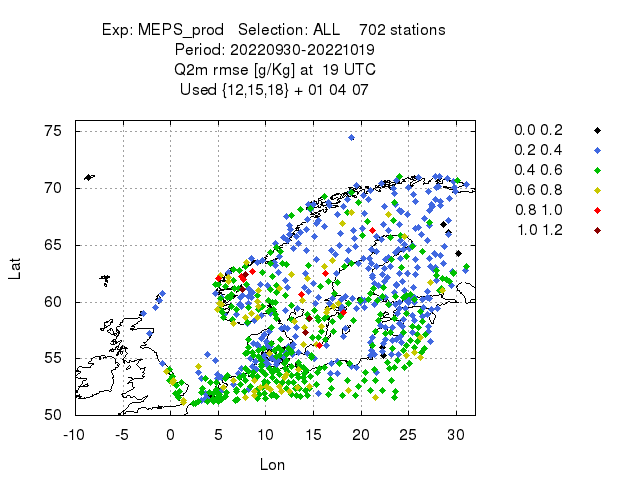 Exp: MEPS_prod Selection: ALL 702 stations
Period: 20220930-20221019
Q2m rmse [g/Kg] at 19 UTC
Used {12,15,18} + 01 04 07
0.0 0.2
0.2 0.4
0.4 0.6
0.6 0.8
0.8 1.0
1.0 1.2
Lat
75
70
65
60
55
50
-10 -5 0 5 10 15 20 25 30
Lon